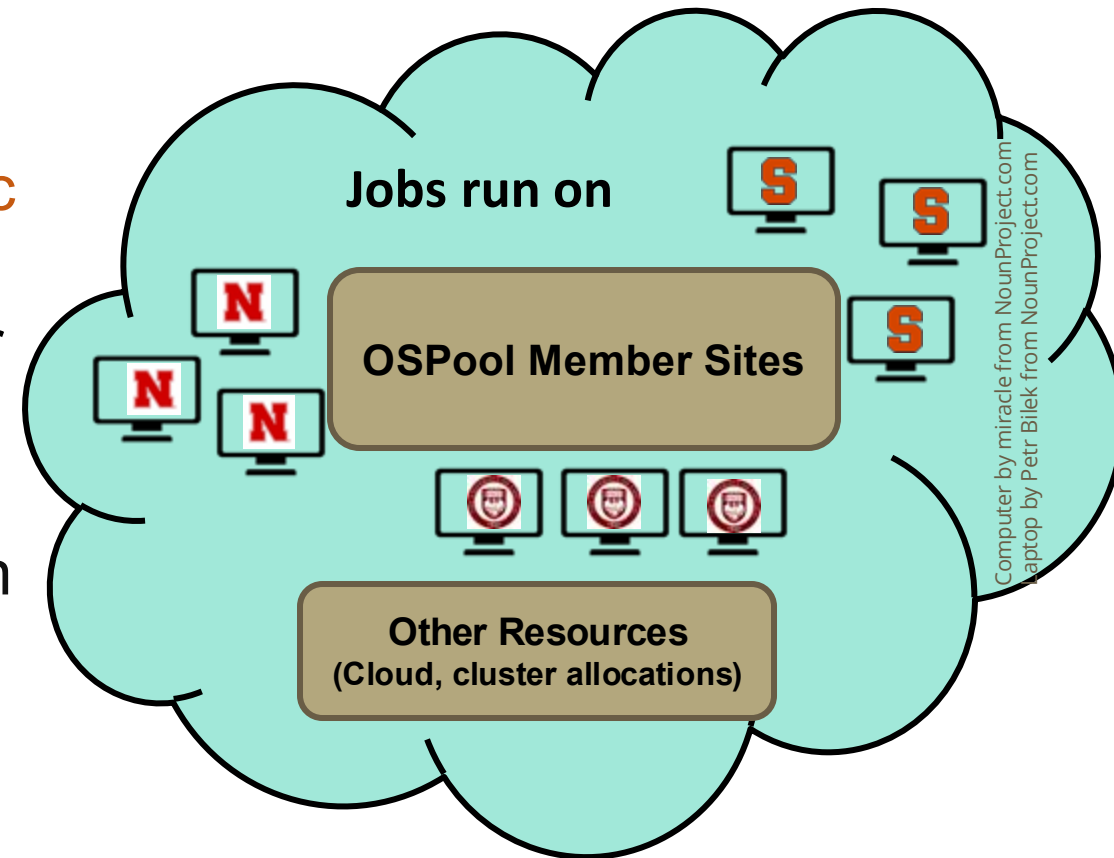 c
Jobs run on
S
S
N
S
OSPool Member Sites
N
N
Other Resources
(Cloud, cluster allocations)
n
Computer by miracle from NounProject.com
Laptop by Petr Bilek from NounProject.com